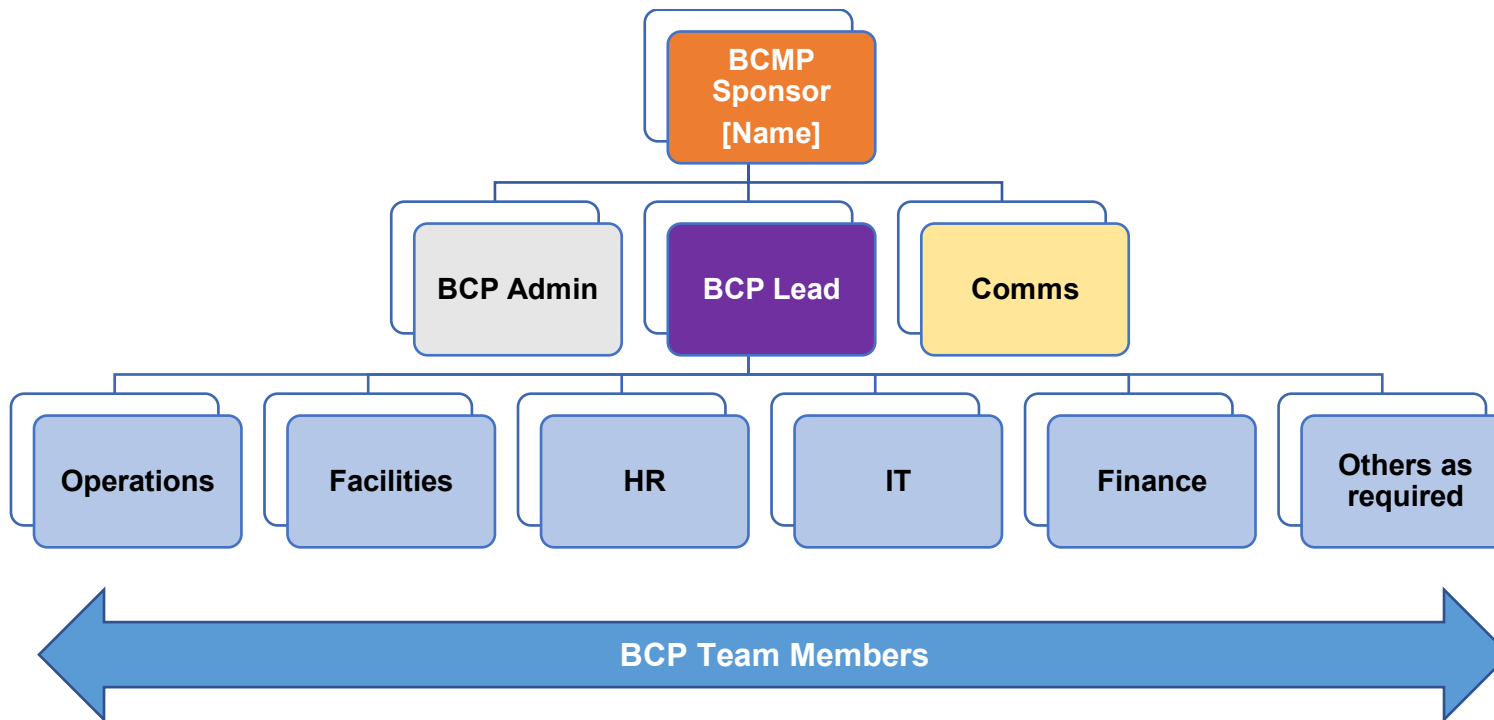 BCMP
Sponsor
[Name]
BCP Admin
BCP Lead
Comms
Operations
Facilities
HR
IT
Finance
Others as
required
BCP Team Members